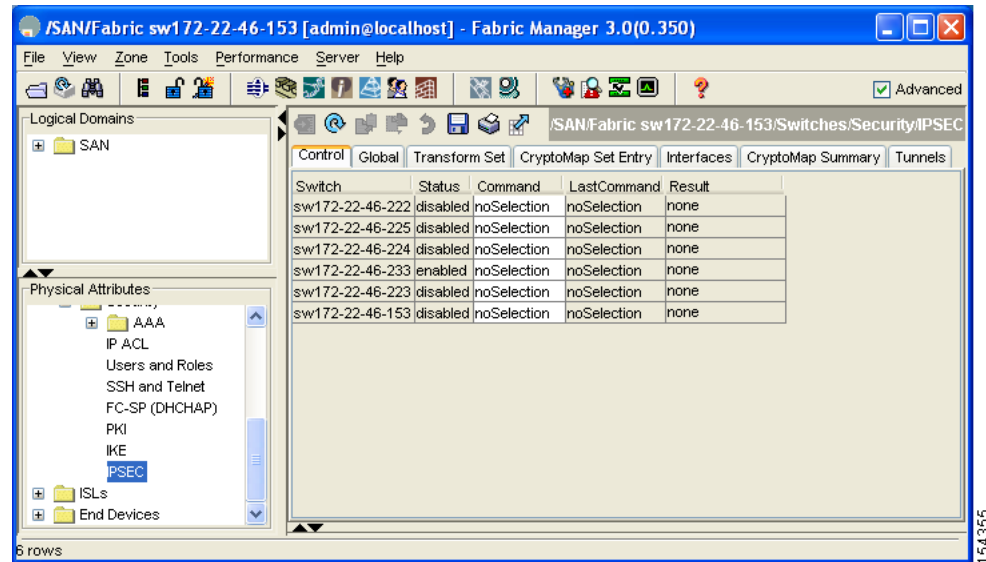 /SAN/Fabric sw172-22-46-153 [admin@localhost] - Fabric Manager 3.0(0.350)
File View Zone Tools Performance Server Help
Advanced
Logical Domains
SAN
/SAN/Fabric sw172-22-46-153/Switches/Security/IPSEC
Control Global Transform Set CryptoMap Set Entry Interfaces CryptoMap Summary Tunnels
Switch Status Command LastCommand Result
sw172-22-46-222 disabled noSelection noSelection none
sw172-22-46-225 disabled noSelection noSelection none
sw172-22-46-224 disabled noSelection noSelection none
sw172-22-46-233 enabled noSelection noSelection none
sw172-22-46-223 disabled noSelection noSelection none
sw172-22-46-153 disabled noSelection noSelection none
Physical Attributes
AAA
IP ACL
Users and Roles
SSH and Telnet
FC-SP (DHCHAP)
PKI
IKE
IPSEC
ISLs
End Devices
6 rows
154355